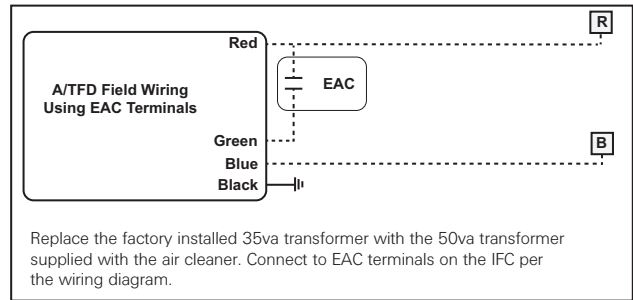 R
Red
A/TFD Field Wiring
Using EAC Terminals
EAC
Green
B
Blue
Black
Replace the factory installed 35va transformer with the 50va transformer
supplied with the air cleaner. Connect to EAC terminals on the IFC per
the wiring diagram.